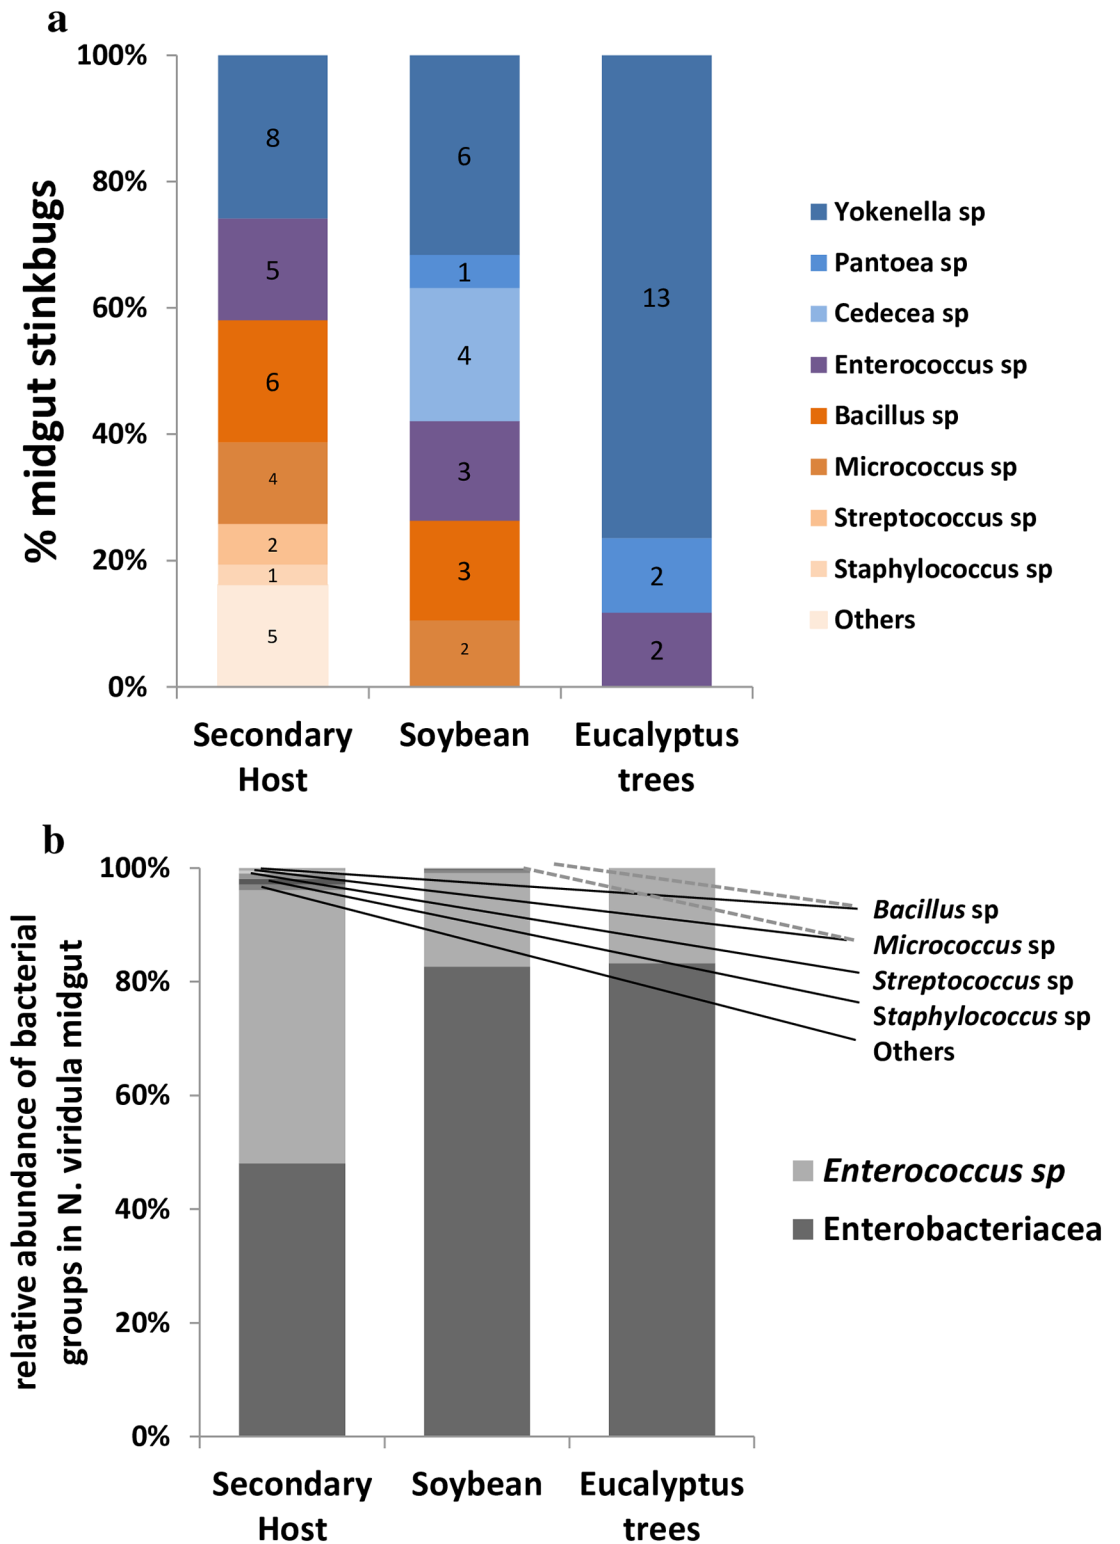 a
% midgut stinkbugs
100%
80%
60%
40%
20%
0%
8
5
6
4
2
1
5
6
1
4
3
3
2
13
2
2
Secondary
Host
Soybean
Eucalyptus
trees
Yokenella sp
Pantoea sp
Cedecea sp
Enterococcus sp
Bacillus sp
Micrococcus sp
Streptococcus sp
Staphylococcus sp
Others
b
relative abundance of bacterial
groups in N. viridula midgut
100%
80%
60%
40%
20%
0%
Secondary
Host
Soybean
Eucalyptus
trees
Bacillus sp
Micrococcus sp
Streptococcus sp
Staphylococcus sp
Others
Enterococcus sp
Enterobacteriacea